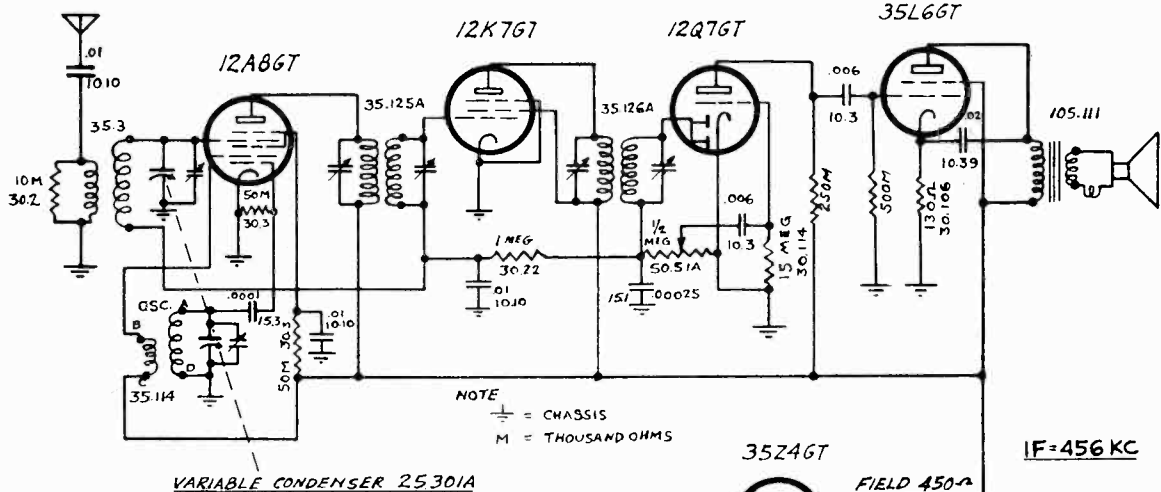 12A8GT
12K7GT
12Q7GT
35L6GT
.01
10.10
35.3
10M
30.2
50M
30.3
35.125A
35.126A
.006
10.3
.02
10.39
105.111
250M
30.114
500M
130Ω
30.106
1 MEG
30.22
.01
10.10
1/2
MEG
50.51A
.006
10.3
15 MEG
15.1
.00025
OSC.
A
B
D
.0001
15.3
35.114
50M 30.3
.01
10.10
NOTE
= CHASSIS
M = THOUSAND OHMS
VARIABLE CONDENSER 25301A
35Z4GT
FIELD 450Ω
IF=456 KC